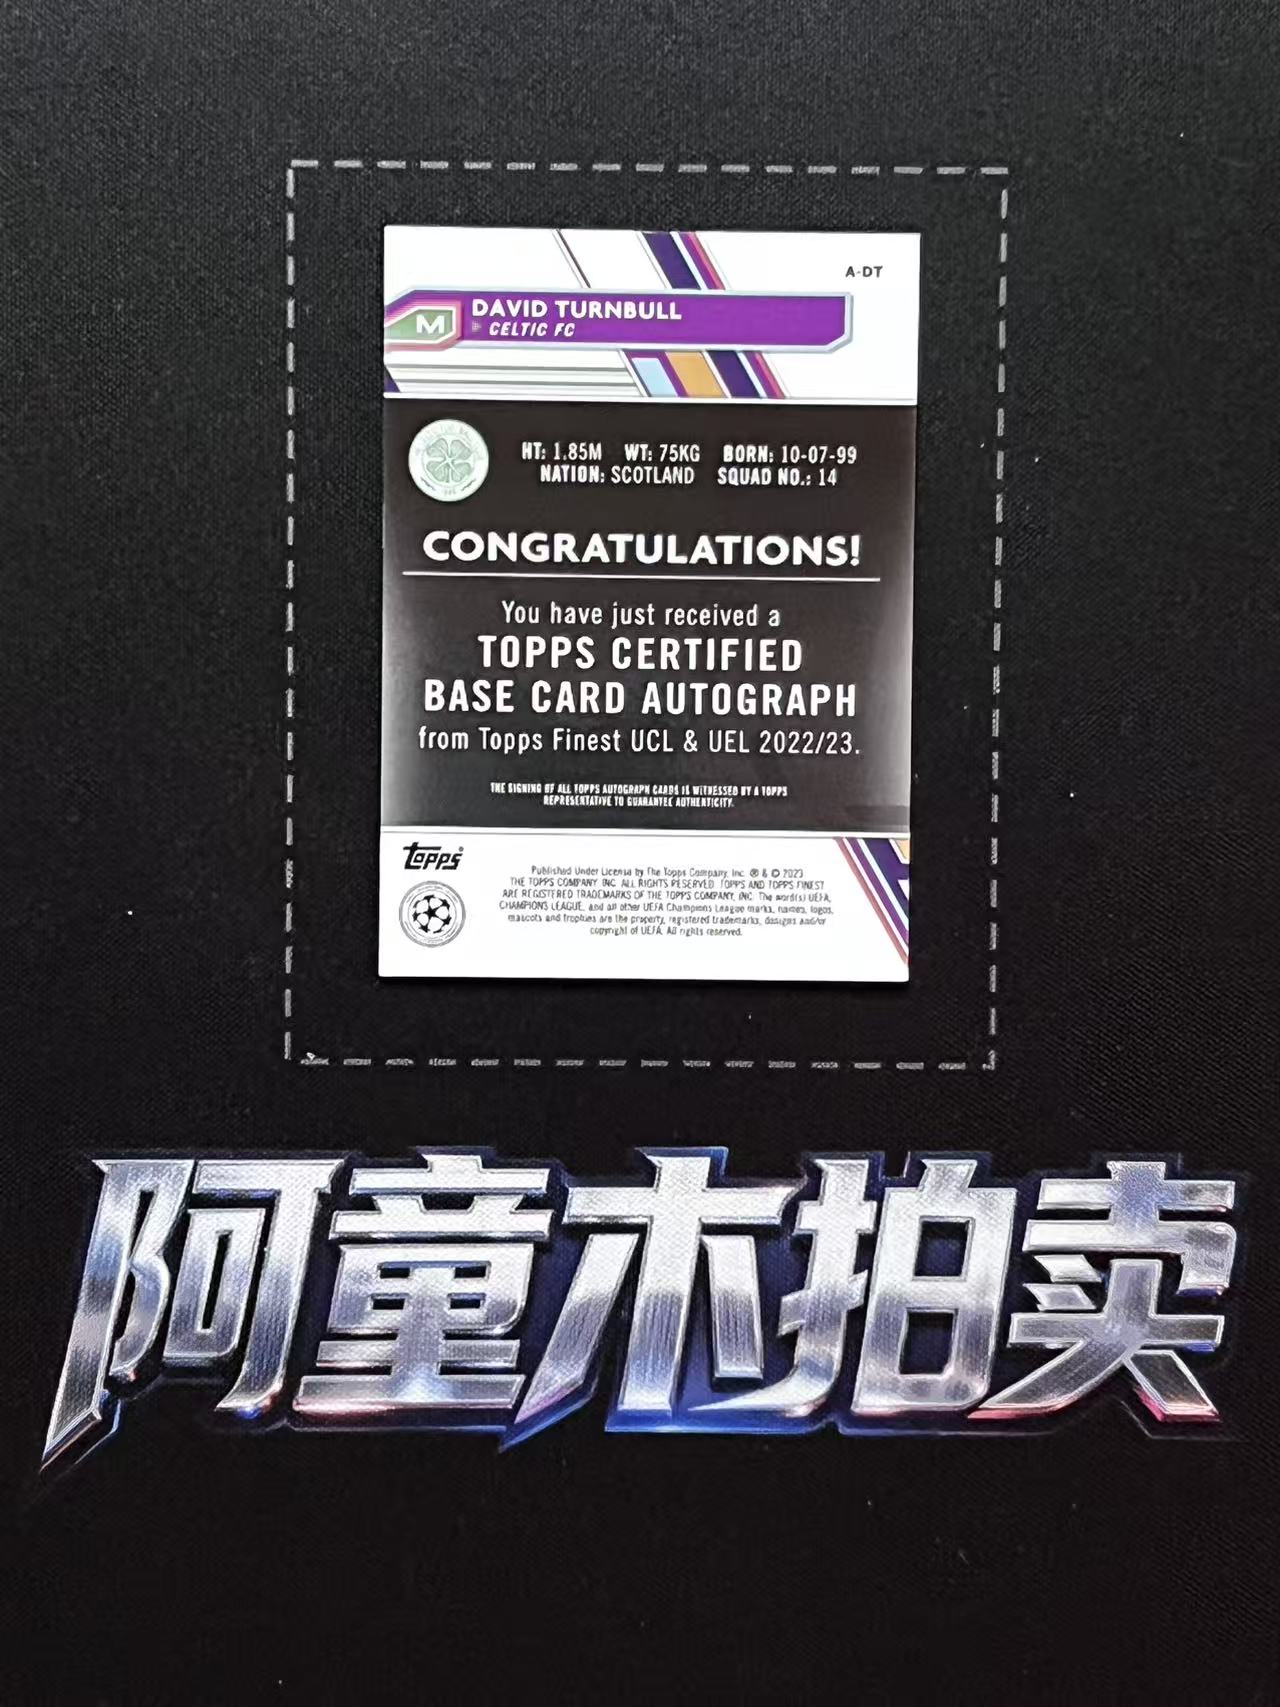 A-DT
DAVID TURNBULL
M
CELTIC FC
HT: 1.85M WT: 75KG BORN: 10-07-99
NATION: SCOTLAND SQUAD NO.: 14
CONGRATULATIONS!
You have just received a
TOPPS CERTIFIED
BASE CARD AUTOGRAPH
from Topps Finest UCL & UEL 2022/23.
THE SIGNING OF ALL TOPPS AUTOGRAPH CARDS IS WITNESSED BY A TOPPS
REPRESENTATIVE TO GUARANTEE AUTHENTICITY.
Topps
Published Under License by The Topps Company, Inc. ® & © 2023
THE TOPPS COMPANY, INC. ALL RIGHTS RESERVED. TOPPS AND TOPPS FINEST
ARE REGISTERED TRADEMARKS OF THE TOPPS COMPANY, INC. The word(s) UEFA,
CHAMPIONS LEAGUE, and all other UEFA Champions League marks, names, logos,
mascots and trophies are the property, registered trademarks, designs and/or
copyright of UEFA. All rights reserved.
阿童木拍卖